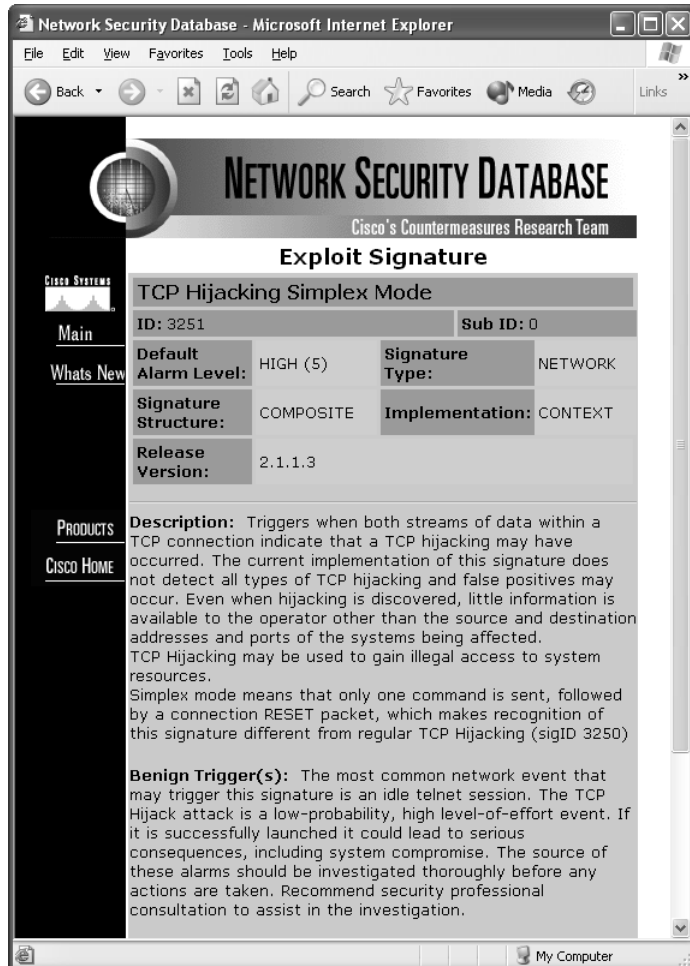 Network Security Database - Microsoft Internet Explorer
File Edit View Favorites Tools Help
Back Search Favorites Media Links »
NETWORK SECURITY DATABASE
Cisco's Countermeasures Research Team
Exploit Signature
CISCO SYSTEMS
Main
Whats New
PRODUCTS
CISCO HOME
TCP Hijacking Simplex Mode
ID: 3251 Sub ID: 0
Default Alarm Level: HIGH (5) Signature Type: NETWORK
Signature Structure: COMPOSITE Implementation: CONTEXT
Release Version: 2.1.1.3
Description: Triggers when both streams of data within a
TCP connection indicate that a TCP hijacking may have
occurred. The current implementation of this signature does
not detect all types of TCP hijacking and false positives may
occur. Even when hijacking is discovered, little information is
available to the operator other than the source and destination
addresses and ports of the systems being affected.
TCP Hijacking may be used to gain illegal access to system
resources.
Simplex mode means that only one command is sent, followed
by a connection RESET packet, which makes recognition of
this signature different from regular TCP Hijacking (sigID 3250)
Benign Trigger(s): The most common network event that
may trigger this signature is an idle telnet session. The TCP
Hijack attack is a low-probability, high level-of-effort event. If
it is successfully launched it could lead to serious
consequences, including system compromise. The source of
these alarms should be investigated thoroughly before any
actions are taken. Recommend security professional
consultation to assist in the investigation.
My Computer